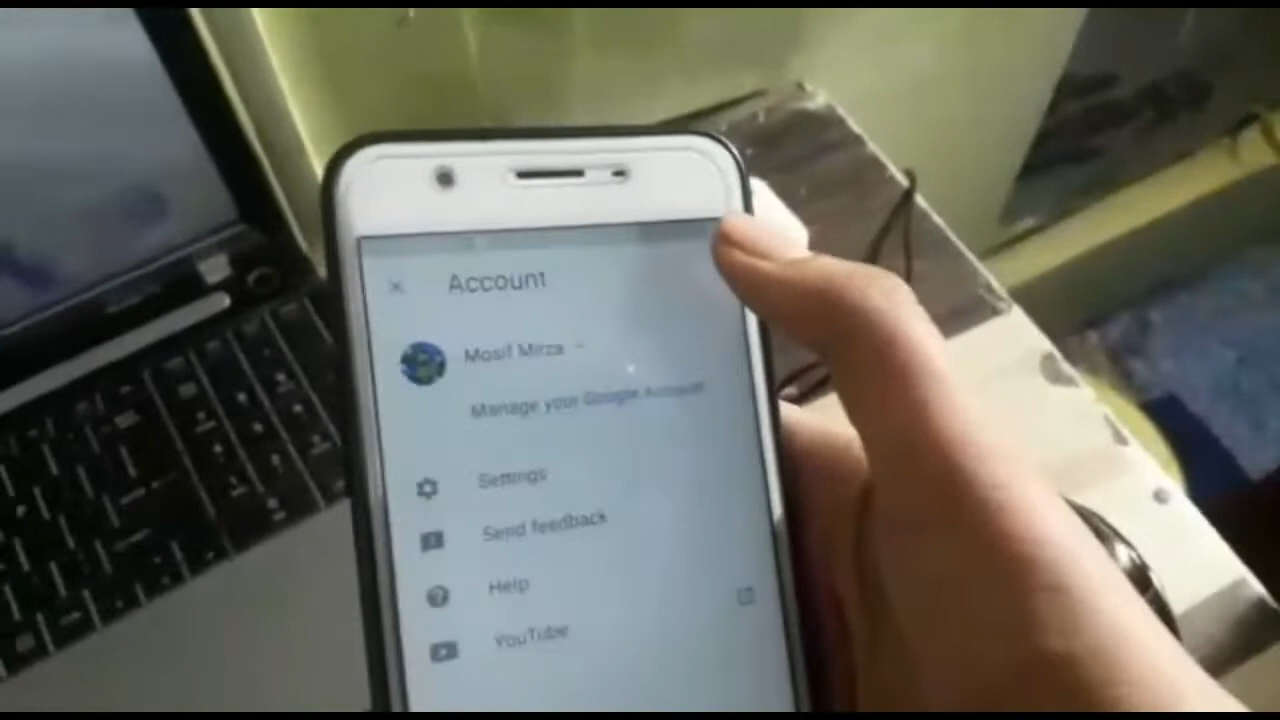 Account
Mosif Mirza
Manage your Google Account
Settings
Send feedback
Help
YouTube